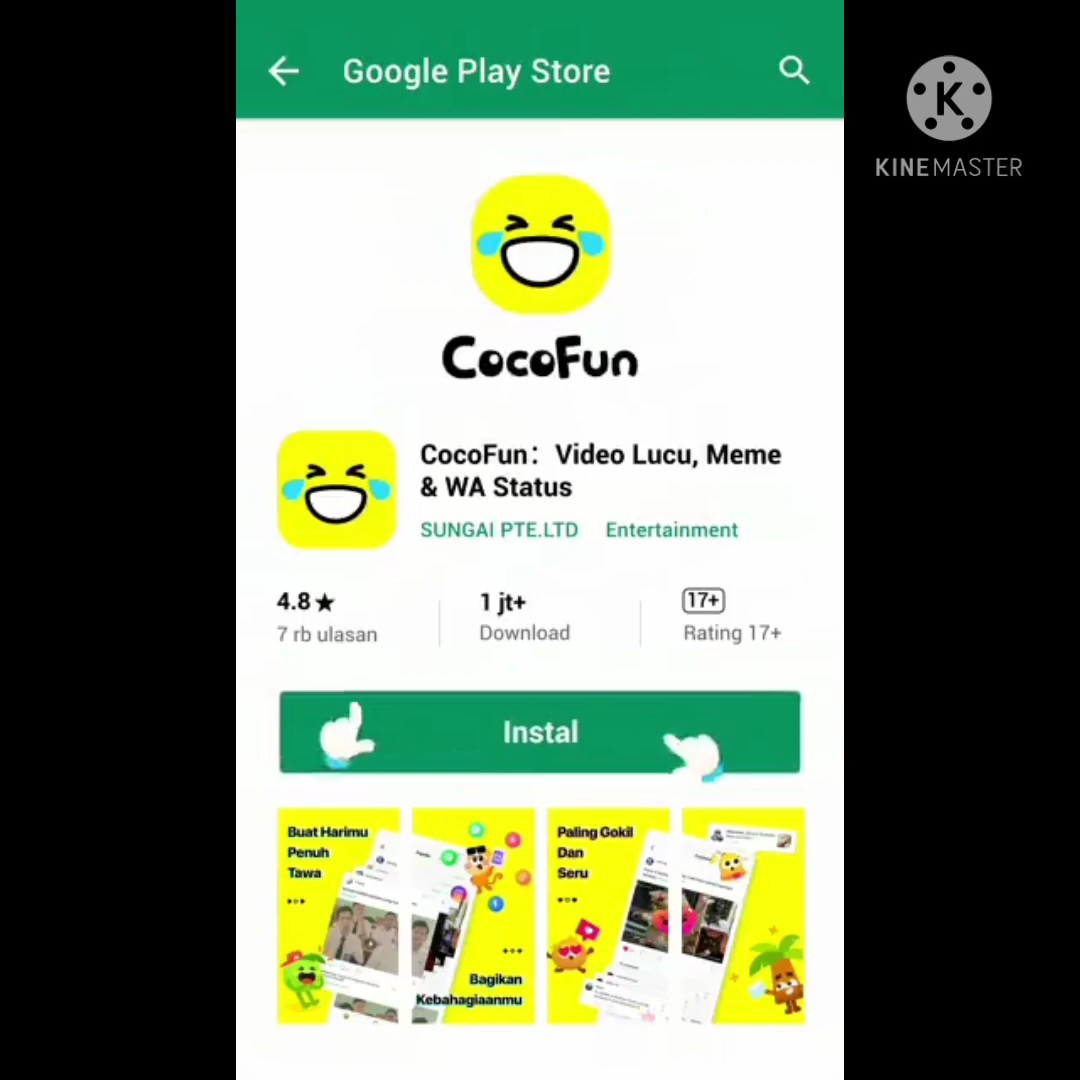 Google Play Store
K
KINEMASTER
CocoFun
CocoFun: Video Lucu, Meme
& WA Status
SUNGAI PTE.LTD Entertainment
4.8★ 1 jt+ 17+
7 rb ulasan Download Rating 17+
Instal
Buat Harimu
Penuh
Tawa
Bagikan
Kebahagiaanmu
Paling Gokil
Dan
Seru